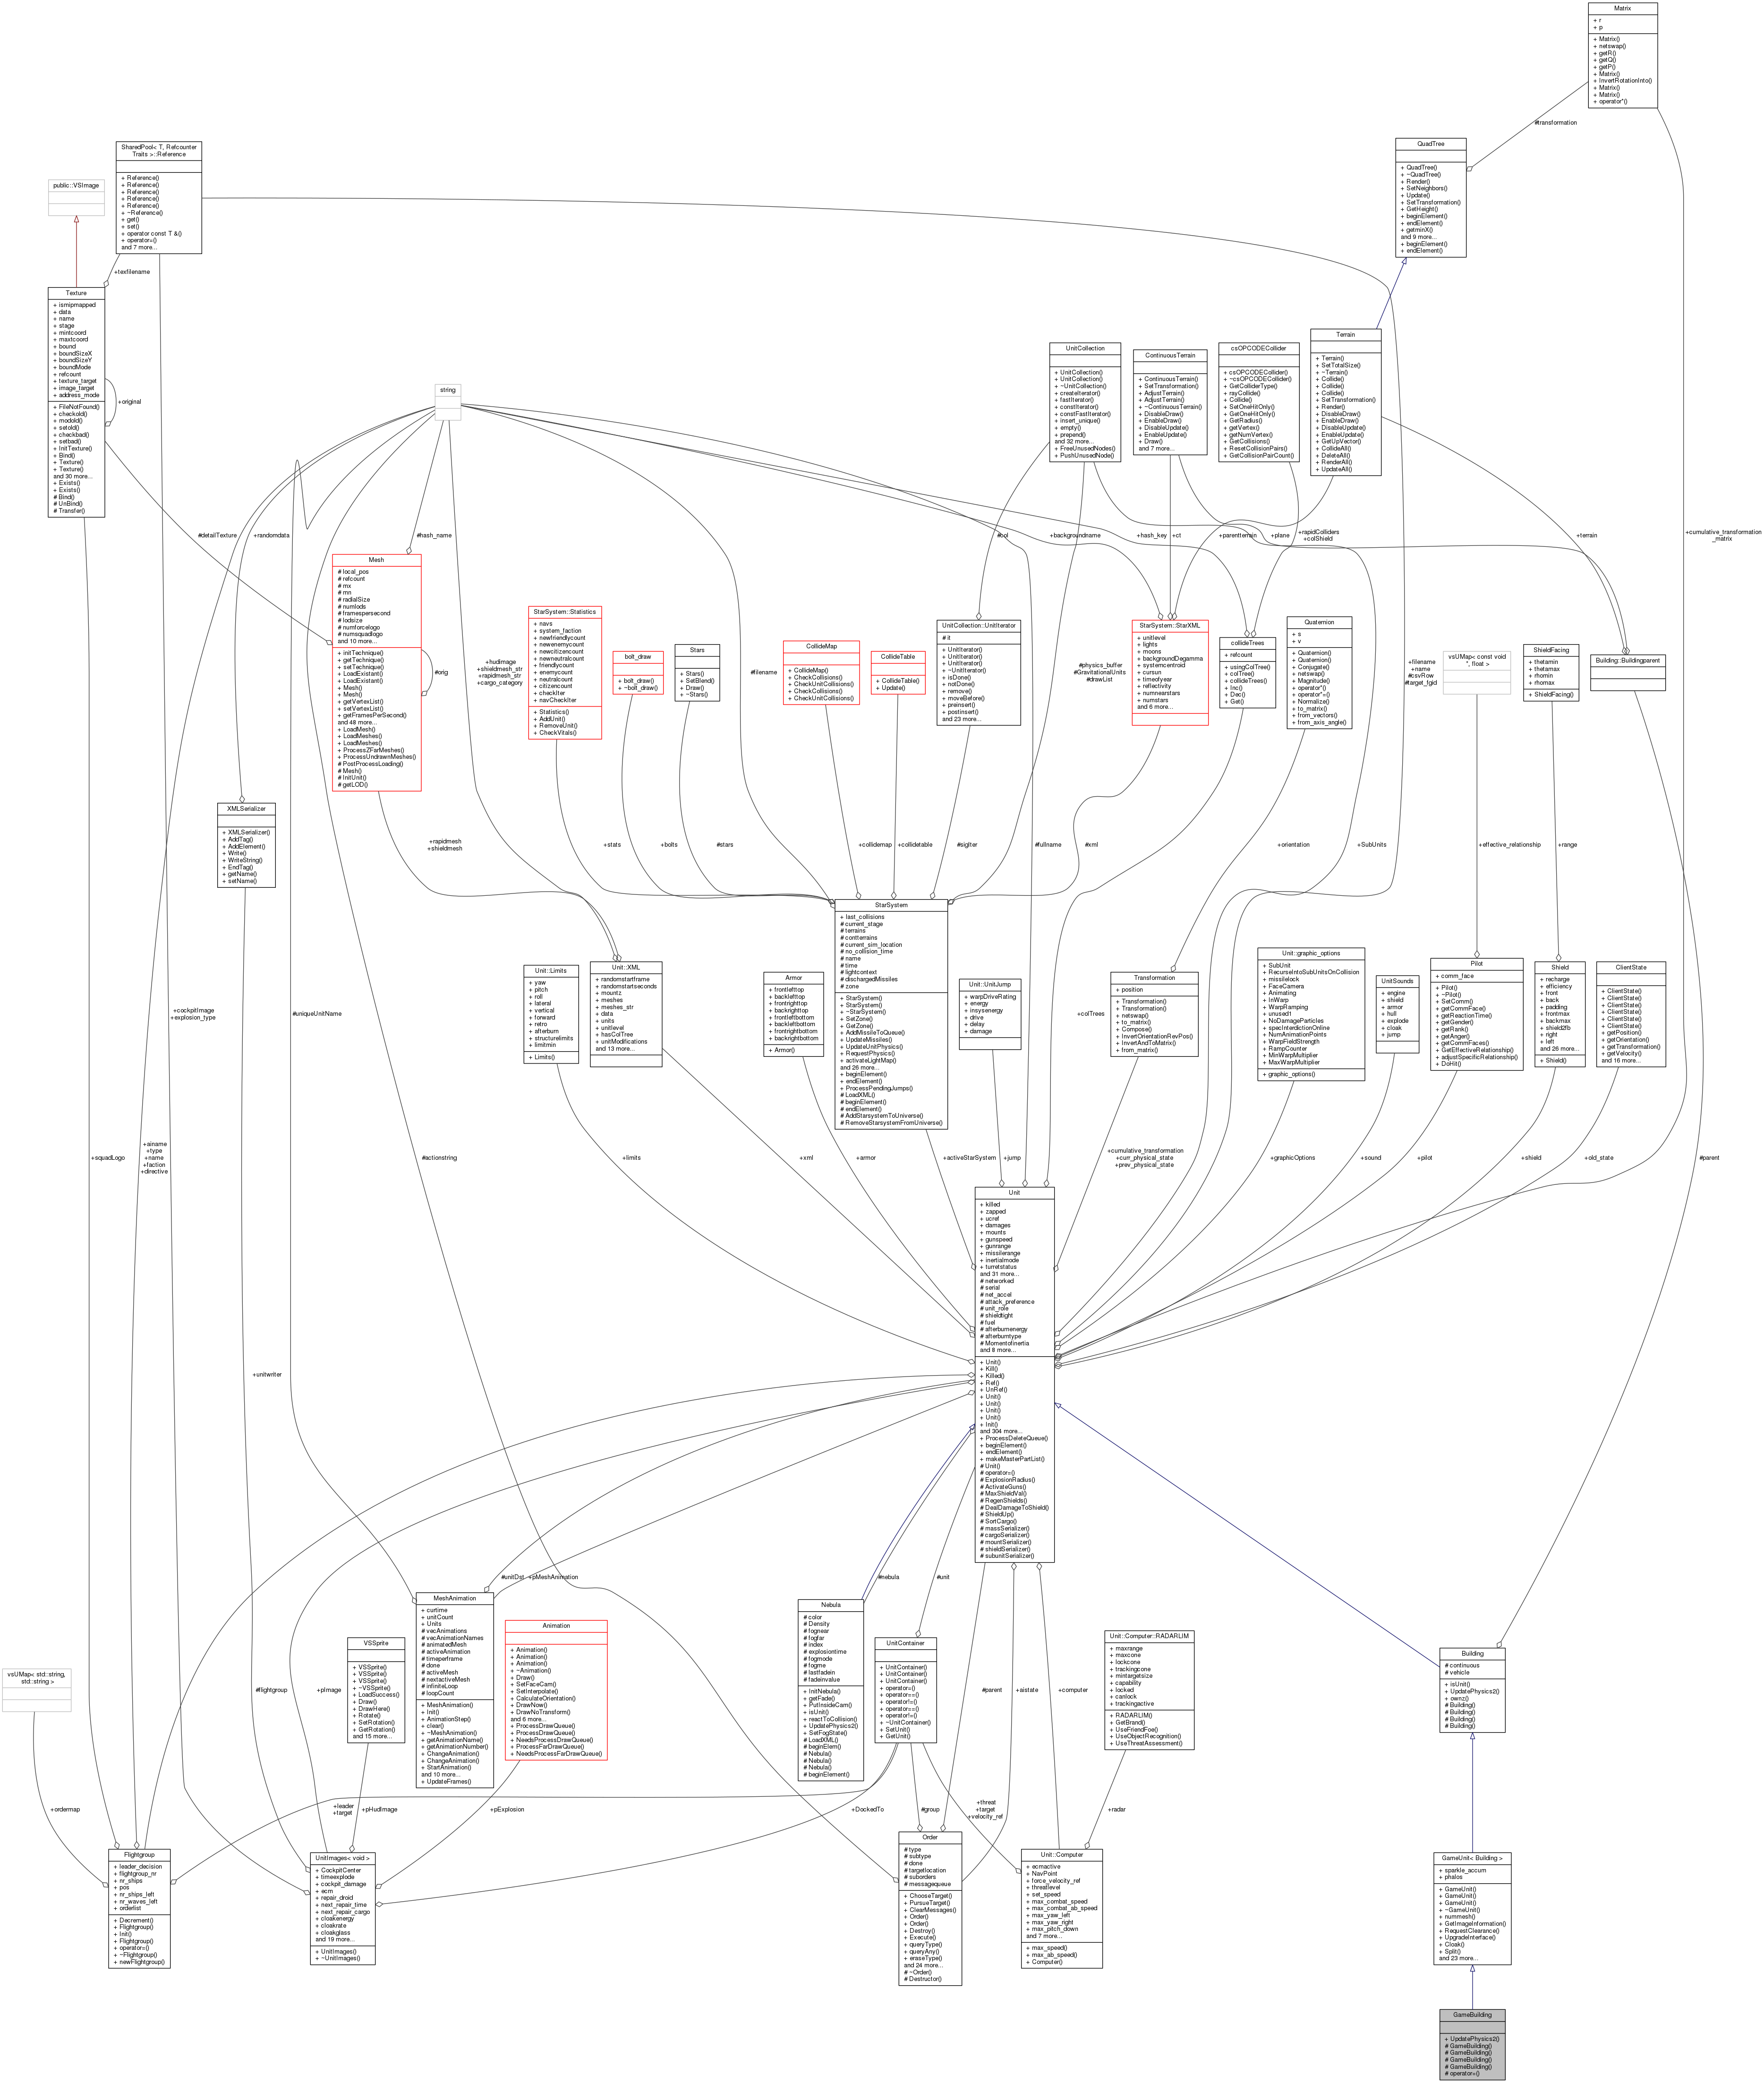 Matrix
+ r
+ p
+ Matrix()
+ netswap()
+ getR()
+ getQ()
+ getP()
+ Matrix()
+ InvertRotationInto()
+ Matrix()
+ Matrix()
+ operator*()
#transformation
QuadTree
+ QuadTree()
+ ~QuadTree()
+ Render()
+ SetNeighbors()
+ Update()
+ SetTransformation()
+ GetHeight()
+ beginElement()
+ endElement()
+ getminX()
and 9 more...
+ beginElement()
+ endElement()
SharedPool< T, Refcounter
Traits >::Reference
+ Reference()
+ Reference()
+ Reference()
+ Reference()
+ Reference()
+ ~Reference()
+ get()
+ set()
+ operator const T &()
+ operator=()
and 7 more...
public::VSImage
+texfilename
Texture
+ ismipmapped
+ data
+ name
+ stage
+ mintcoord
+ maxtcoord
+ bound
+ boundSizeX
+ boundSizeY
+ boundMode
+ refcount
+ texture_target
+ image_target
+ address_mode
+ FileNotFound()
+ checkold()
+ modold()
+ setold()
+ checkbad()
+ setbad()
+ InitTexture()
+ Bind()
+ Texture()
+ Texture()
and 30 more...
+ Exists()
+ Exists()
# Bind()
# UnBind()
# Transfer()
+original
string
UnitCollection
+ UnitCollection()
+ UnitCollection()
+ ~UnitCollection()
+ createIterator()
+ fastIterator()
+ constIterator()
+ constFastIterator()
+ insert_unique()
+ empty()
+ prepend()
and 32 more...
+ FreeUnusedNodes()
+ PushUnusedNode()
ContinuousTerrain
+ ContinuousTerrain()
+ SetTransformation()
+ AdjustTerrain()
+ AdjustTerrain()
+ ~ContinuousTerrain()
+ DisableDraw()
+ EnableDraw()
+ DisableUpdate()
+ EnableUpdate()
+ Draw()
and 7 more...
csOPCODECollider
+ csOPCODECollider()
+ ~csOPCODECollider()
+ GetColliderType()
+ rayCollide()
+ Collide()
+ SetOneHitOnly()
+ GetOneHitOnly()
+ GetRadius()
+ getVertex()
+ getNumVertex()
+ GetCollisions()
+ ResetCollisionPairs()
+ GetCollisionPairCount()
Terrain
+ Terrain()
+ SetTotalSize()
+ ~Terrain()
+ Collide()
+ Collide()
+ Collide()
+ SetTransformation()
+ Render()
+ DisableDraw()
+ EnableDraw()
+ DisableUpdate()
+ EnableUpdate()
+ GetUpVector()
+ CollideAll()
+ DeleteAll()
+ RenderAll()
+ UpdateAll()
#detailTexture
+randomdata
#hash_name
#col
+backgroundname
+hash_key
+ct
+parentterrain
+rapidColliders
+colShield
+plane
+terrain
+cumulative_transformation
_matrix
Mesh
# local_pos
# refcount
# mx
# mn
# radialSize
# numlods
# framespersecond
# lodsize
# numforcelogo
# numsquadlogo
and 10 more...
+ initTechnique()
+ getTechnique()
+ setTechnique()
+ LoadExistant()
+ LoadExistant()
+ Mesh()
+ Mesh()
+ getVertexList()
+ setVertexList()
+ getFramesPerSecond()
and 48 more...
+ LoadMesh()
+ LoadMeshes()
+ LoadMeshes()
+ ProcessZFarMeshes()
+ ProcessUndrawnMeshes()
# PostProcessLoading()
# Mesh()
# InitUnit()
# getLOD()
#orig
+hudimage
+shieldmesh_str
+rapidmesh_str
+cargo_category
StarSystem::Statistics
+ navs
+ system_faction
+ newfriendlycount
+ newenemycount
+ newcitizencount
+ newneutralcount
+ friendlycount
+ enemycount
+ neutralcount
+ citizencount
+ checkIter
+ navCheckIter
+ Statistics()
+ AddUnit()
+ RemoveUnit()
+ CheckVitals()
bolt_draw
+ bolt_draw()
+ ~bolt_draw()
Stars
+ Stars()
+ SetBlend()
+ Draw()
+ ~Stars()
#filename
CollideMap
+ CollideMap()
+ CheckCollisions()
+ CheckUnitCollisions()
+ CheckCollisions()
+ CheckUnitCollisions()
CollideTable
+ CollideTable()
+ Update()
UnitCollection::UnitIterator
# it
+ UnitIterator()
+ UnitIterator()
+ UnitIterator()
+ ~UnitIterator()
+ isDone()
+ notDone()
+ remove()
+ moveBefore()
+ preinsert()
+ postinsert()
and 23 more...
#physics_buffer
#GravitationalUnits
#drawList
StarSystem::StarXML
+ unitlevel
+ lights
+ moons
+ backgroundDegamma
+ systemcentroid
+ cursun
+ timeofyear
+ reflectivity
+ numnearstars
+ numstars
and 6 more...
collideTrees
+ refcount
+ usingColTree()
+ colTree()
+ collideTrees()
+ Inc()
+ Dec()
+ Get()
Quaternion
+ s
+ v
+ Quaternion()
+ Quaternion()
+ Conjugate()
+ netswap()
+ Magnitude()
+ operator*()
+ operator*=()
+ Normalize()
+ to_matrix()
+ from_vectors()
+ from_axis_angle()
+filename
+name
#csvRow
#target_fgid
vsUMap< const void
*, float >
ShieldFacing
+ thetamin
+ thetamax
+ rhomin
+ rhomax
+ ShieldFacing()
Building::Buildingparent
XMLSerializer
+ XMLSerializer()
+ AddTag()
+ AddElement()
+ Write()
+ WriteString()
+ EndTag()
+ getName()
+ setName()
+rapidmesh
+shieldmesh
+stats
+bolts
#stars
+collidemap
+collidetable
#sigIter
#fullname
#xml
+orientation
+SubUnits
+effective_relationship
+range
StarSystem
+ last_collisions
# current_stage
# terrains
# contterrains
# current_sim_location
# no_collision_time
# name
# time
# lightcontext
# dischargedMissiles
# zone
+ StarSystem()
+ StarSystem()
+ ~StarSystem()
+ SetZone()
+ GetZone()
+ AddMissileToQueue()
+ UpdateMissiles()
+ UpdateUnitPhysics()
+ RequestPhysics()
+ activateLightMap()
and 26 more...
+ beginElement()
+ endElement()
+ ProcessPendingJumps()
# LoadXML()
# beginElement()
# endElement()
# AddStarsystemToUniverse()
# RemoveStarsystemFromUniverse()
+cockpitImage
+explosion_type
#uniqueUnitName
Unit::Limits
+ yaw
+ pitch
+ roll
+ lateral
+ vertical
+ forward
+ retro
+ afterburn
+ structurelimits
+ limitmin
+ Limits()
Unit::XML
+ randomstartframe
+ randomstartseconds
+ mountz
+ meshes
+ meshes_str
+ data
+ units
+ unitlevel
+ hasColTree
+ unitModifications
and 13 more...
Armor
+ frontlefttop
+ backlefttop
+ frontrighttop
+ backrighttop
+ frontleftbottom
+ backleftbottom
+ frontrightbottom
+ backrightbottom
+ Armor()
Unit::UnitJump
+ warpDriveRating
+ energy
+ insysenergy
+ drive
+ delay
+ damage
+colTrees
Transformation
+ position
+ Transformation()
+ Transformation()
+ netswap()
+ to_matrix()
+ Compose()
+ InvertOrientationRevPos()
+ InvertAndToMatrix()
+ from_matrix()
Unit::graphic_options
+ SubUnit
+ RecurseIntoSubUnitsOnCollision
+ missilelock
+ FaceCamera
+ Animating
+ InWarp
+ WarpRamping
+ unused1
+ NoDamageParticles
+ specInterdictionOnline
+ NumAnimationPoints
+ WarpFieldStrength
+ RampCounter
+ MinWarpMultiplier
+ MaxWarpMultiplier
+ graphic_options()
UnitSounds
+ engine
+ shield
+ armor
+ hull
+ explode
+ cloak
+ jump
Pilot
+ comm_face
+ Pilot()
+ ~Pilot()
+ SetComm()
+ getCommFace()
+ getReactionTime()
+ getGender()
+ getRank()
+ getAnger()
+ getCommFaces()
+ GetEffectiveRelationship()
+ adjustSpecificRelationship()
+ DoHit()
Shield
+ recharge
+ efficiency
+ front
+ back
+ padding
+ frontmax
+ backmax
+ shield2fb
+ right
+ left
and 26 more...
+ Shield()
ClientState
+ ClientState()
+ ClientState()
+ ClientState()
+ ClientState()
+ ClientState()
+ ClientState()
+ getPosition()
+ getOrientation()
+ getTransformation()
+ getVelocity()
and 16 more...
+squadLogo
+ainame
+type
+name
+faction
+directive
#actionstring
+limits
+xml
+armor
+activeStarSystem
+jump
+cumulative_transformation
+curr_physical_state
+prev_physical_state
+graphicOptions
+sound
+pilot
+shield
+old_state
#parent
Unit
+ killed
+ zapped
+ ucref
+ damages
+ mounts
+ gunspeed
+ gunrange
+ missilerange
+ inertialmode
+ turretstatus
and 31 more...
# networked
# serial
# net_accel
# attack_preference
# unit_role
# shieldtight
# fuel
# afterburnenergy
# afterburntype
# Momentofinertia
and 8 more...
+ Unit()
+ Kill()
+ Killed()
+ Ref()
+ UnRef()
+ Unit()
+ Unit()
+ Unit()
+ Unit()
+ Init()
and 304 more...
+ ProcessDeleteQueue()
+ beginElement()
+ endElement()
+ makeMasterPartList()
# Unit()
# operator=()
# ExplosionRadius()
# ActivateGuns()
# MaxShieldVal()
# RegenShields()
# DealDamageToShield()
# ShieldUp()
# SortCargo()
# massSerializer()
# cargoSerializer()
# mountSerializer()
# shieldSerializer()
# subunitSerializer()
+unitwriter
#unitDst
+pMeshAnimation
#nebula
#unit
vsUMap< std::string,
std::string >
#flightgroup
+pImage
VSSprite
+ VSSprite()
+ VSSprite()
+ VSSprite()
+ ~VSSprite()
+ LoadSuccess()
+ Draw()
+ DrawHere()
+ Rotate()
+ SetRotation()
+ GetRotation()
and 15 more...
MeshAnimation
+ curtime
+ unitCount
+ Units
# vecAnimations
# vecAnimationNames
# animatedMesh
# activeAnimation
# timeperframe
# done
# activeMesh
# nextactiveMesh
# infiniteLoop
# loopCount
+ MeshAnimation()
+ Init()
+ AnimationStep()
+ clear()
+ ~MeshAnimation()
+ getAnimationName()
+ getAnimationNumber()
+ ChangeAnimation()
+ ChangeAnimation()
+ StartAnimation()
and 10 more...
+ UpdateFrames()
Animation
+ Animation()
+ Animation()
+ Animation()
+ ~Animation()
+ Draw()
+ SetFaceCam()
+ SetInterpolate()
+ CalculateOrientation()
+ DrawNow()
+ DrawNoTransform()
and 6 more...
+ ProcessDrawQueue()
+ ProcessDrawQueue()
+ NeedsProcessDrawQueue()
+ ProcessFarDrawQueue()
+ NeedsProcessFarDrawQueue()
Nebula
# color
# Density
# fognear
# fogfar
# index
# explosiontime
# fogmode
# fogme
# lastfadein
# fadeinvalue
+ InitNebula()
+ getFade()
+ PutInsideCam()
+ isUnit()
+ reactToCollision()
+ UpdatePhysics2()
+ SetFogState()
# LoadXML()
# beginElem()
# Nebula()
# Nebula()
# Nebula()
# beginElement()
UnitContainer
+ UnitContainer()
+ UnitContainer()
+ UnitContainer()
+ operator=()
+ operator==()
+ operator!=()
+ operator==()
+ operator!=()
+ ~UnitContainer()
+ SetUnit()
+ GetUnit()
#parent
+aistate
+computer
Unit::Computer::RADARLIM
+ maxrange
+ maxcone
+ lockcone
+ trackingcone
+ mintargetsize
+ capability
+ locked
+ canlock
+ trackingactive
+ RADARLIM()
+ GetBrand()
+ UseFriendFoe()
+ UseObjectRecognition()
+ UseThreatAssessment()
Building
# continuous
# vehicle
+ isUnit()
+ UpdatePhysics2()
+ ownz()
# Building()
# Building()
# Building()
# Building()
+ordermap
+leader
+target
+pHudImage
+pExplosion
+DockedTo
#group
+threat
+target
+velocity_ref
+radar
Flightgroup
+ leader_decision
+ flightgroup_nr
+ nr_ships
+ pos
+ nr_ships_left
+ nr_waves_left
+ orderlist
+ Decrement()
+ Flightgroup()
+ Init()
+ Flightgroup()
+ operator=()
+ ~Flightgroup()
+ newFlightgroup()
UnitImages< void >
+ CockpitCenter
+ timeexplode
+ cockpit_damage
+ ecm
+ repair_droid
+ next_repair_time
+ next_repair_cargo
+ cloakenergy
+ cloakrate
+ cloakglass
and 19 more...
+ UnitImages()
+ ~UnitImages()
Order
# type
# subtype
# done
# targetlocation
# suborders
# messagequeue
+ ChooseTarget()
+ PursueTarget()
+ ClearMessages()
+ Order()
+ Order()
+ Destroy()
+ Execute()
+ queryType()
+ queryAny()
+ eraseType()
and 24 more...
# ~Order()
# Destructor()
Unit::Computer
+ ecmactive
+ NavPoint
+ force_velocity_ref
+ threatlevel
+ set_speed
+ max_combat_speed
+ max_combat_ab_speed
+ max_yaw_left
+ max_yaw_right
+ max_pitch_down
and 7 more...
+ max_speed()
+ max_ab_speed()
+ Computer()
GameUnit< Building >
+ sparkle_accum
+ phalos
+ GameUnit()
+ GameUnit()
+ GameUnit()
+ ~GameUnit()
+ nummesh()
+ GetImageInformation()
+ RequestClearance()
+ UpgradeInterface()
+ Cloak()
+ Split()
and 23 more...
GameBuilding
+ UpdatePhysics2()
# GameBuilding()
# GameBuilding()
# GameBuilding()
# GameBuilding()
# operator=()